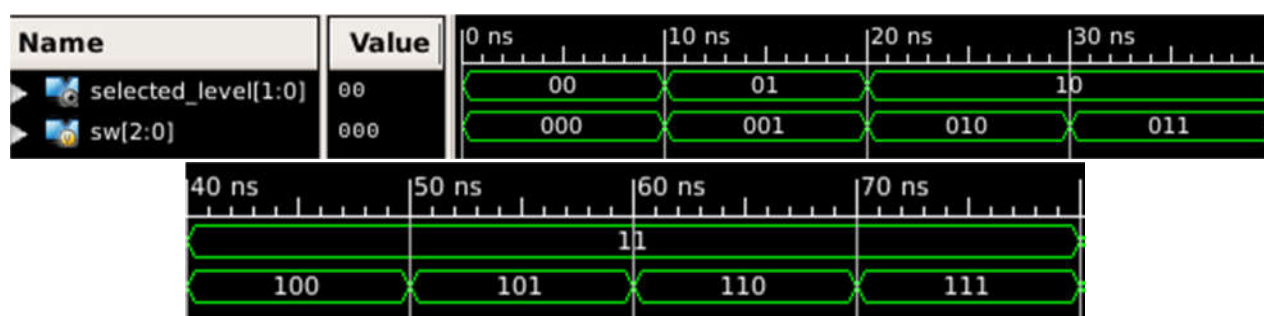 Name Value 0 ns 10 ns 20 ns 30 ns
selected_level[1:0] 00 00 01 10
sw[2:0] 000 000 001 010 011
40 ns 50 ns 60 ns 70 ns
11
100 101 110 111